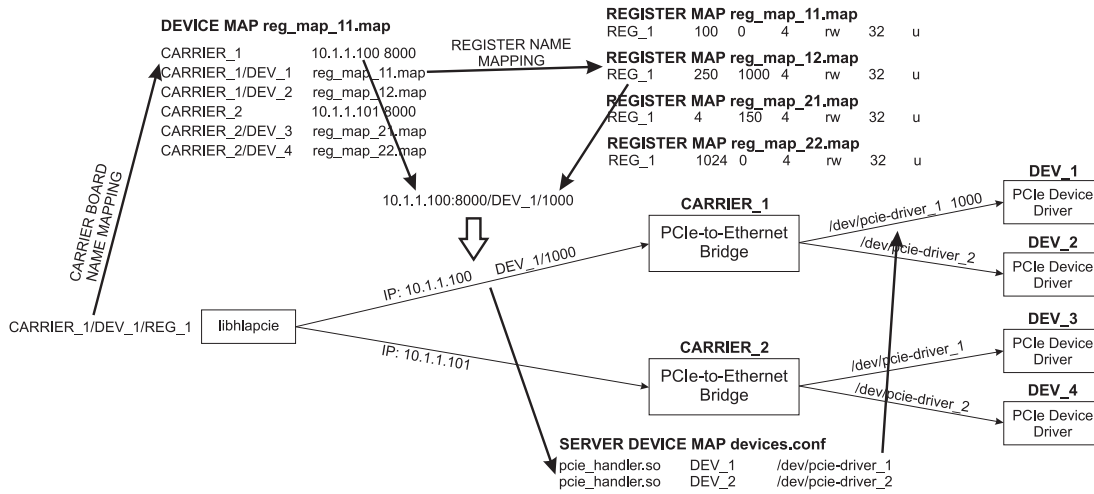 DEVICE MAP reg_map_11.map
CARRIER_1 10.1.1.100 8000
CARRIER_1/DEV_1 reg_map_11.map
CARRIER_1/DEV_2 reg_map_12.map
CARRIER_2 10.1.1.101 8000
CARRIER_2/DEV_3 reg_map_21.map
CARRIER_2/DEV_4 reg_map_22.map
REGISTER NAME
MAPPING
REGISTER MAP reg_map_11.map
REG_1 100 0 4 rw 32 u
REGISTER MAP reg_map_12.map
REG_1 250 1000 4 rw 32 u
REGISTER MAP reg_map_21.map
REG_1 4 150 4 rw 32 u
REGISTER MAP reg_map_22.map
REG_1 1024 0 4 rw 32 u
CARRIER BOARD
NAME MAPPING
10.1.1.100:8000/DEV_1/1000
CARRIER_1/DEV_1/REG_1
libhlapcie
IP: 10.1.1.100 DEV_1/1000
IP: 10.1.1.101
CARRIER_1
PCIe-to-Ethernet
Bridge
/dev/pcie-driver_1 1000
/dev/pcie-driver_2
DEV_1
PCIe Device
Driver
DEV_2
PCIe Device
Driver
CARRIER_2
PCIe-to-Ethernet
Bridge
/dev/pcie-driver_1
/dev/pcie-driver_2
DEV_3
PCIe Device
Driver
DEV_4
PCIe Device
Driver
SERVER DEVICE MAP devices.conf
pcie_handler.so DEV_1 /dev/pcie-driver_1
pcie_handler.so DEV_2 /dev/pcie-driver_2